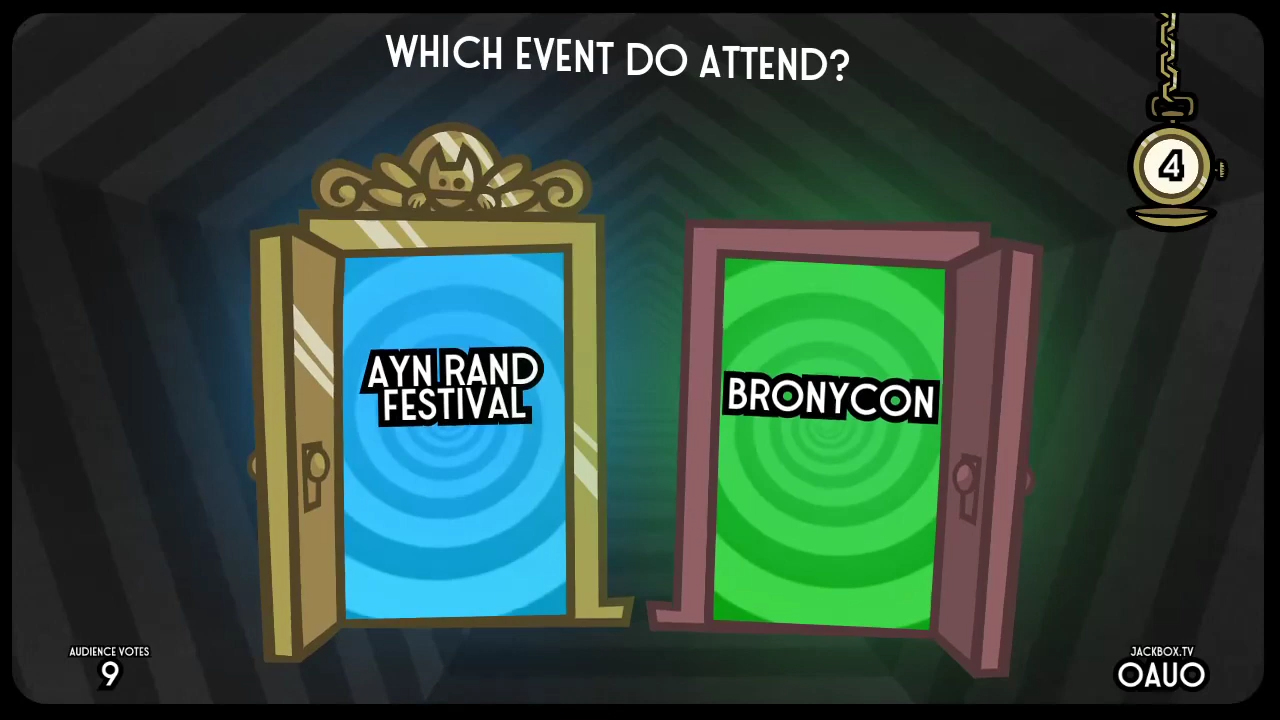 WHICH EVENT DO ATTEND?
4
AYN RAND
FESTIVAL
BRONYCON
AUDIENCE VOTES
9
JACKBOX.TV
OAUO